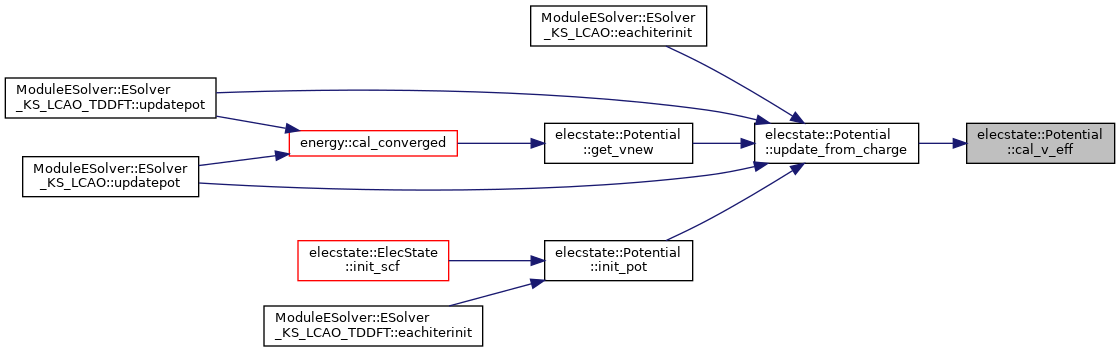 ModuleESolver::ESolver
_KS_LCAO::eachiterinit
ModuleESolver::ESolver
_KS_LCAO_TDDFT::updatepot
energy::cal_converged
elecstate::Potential
::get_vnew
elecstate::Potential
::update_from_charge
elecstate::Potential
::cal_v_eff
ModuleESolver::ESolver
_KS_LCAO::updatepot
elecstate::ElecState
::init_scf
elecstate::Potential
::init_pot
ModuleESolver::ESolver
_KS_LCAO_TDDFT::eachiterinit